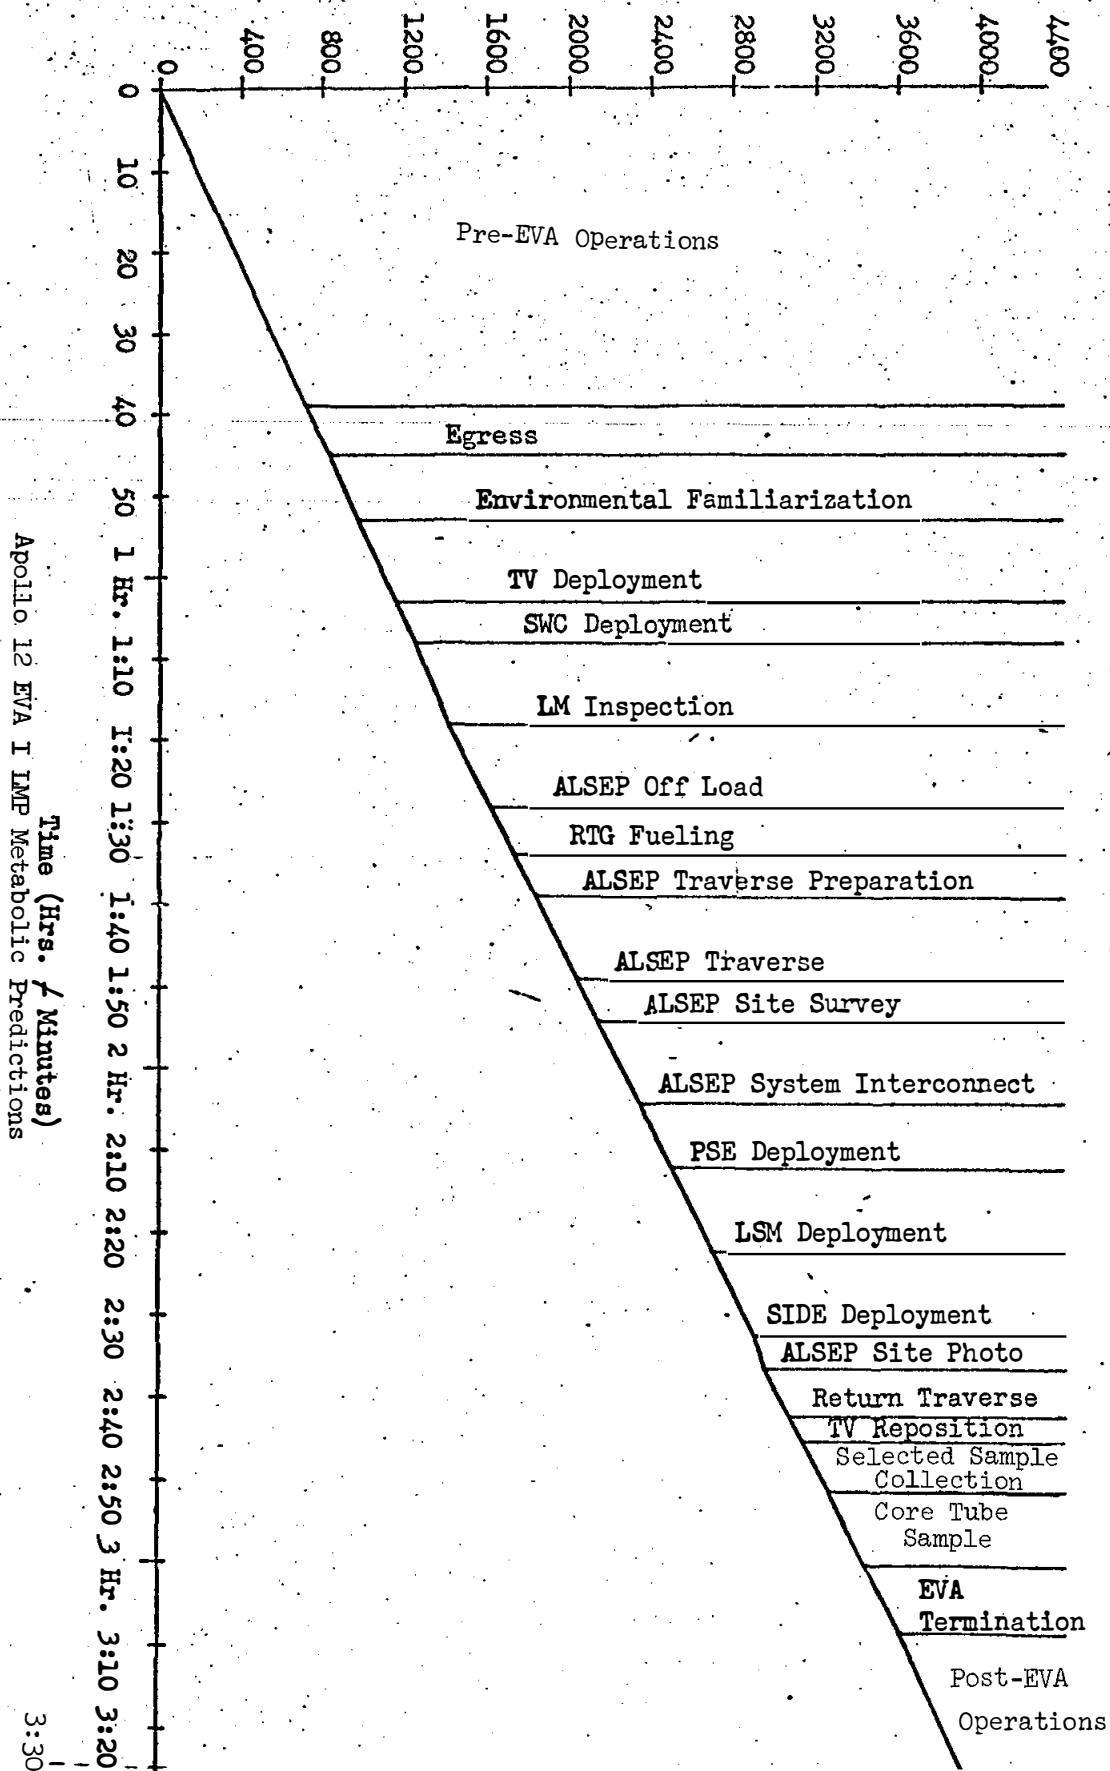 0
400
800
1200
1600
2000
2400
2800
3200
3600
4000
4400
0
10
20
30
40
50
1 Hr.
1:10
1:20
1:30
1:40
1:50
2 Hr.
2:10
2:20
2:30
2:40
2:50
3 Hr.
3:10
3:20
3:30
Pre-EVA Operations
Egress
Environmental Familiarization
TV Deployment
SWC Deployment
LM Inspection
ALSEP Off Load
RTG Fueling
ALSEP Traverse Preparation
ALSEP Traverse
ALSEP Site Survey
ALSEP System Interconnect
PSE Deployment
LSM Deployment
SIDE Deployment
ALSEP Site Photo
Return Traverse
TV Reposition
Selected Sample
Collection
Core Tube
Sample
EVA
Termination
Post-EVA
Operations
Time (Hrs. / Minutes)
Apollo 12 EVA I LMP Metabolic Predictions